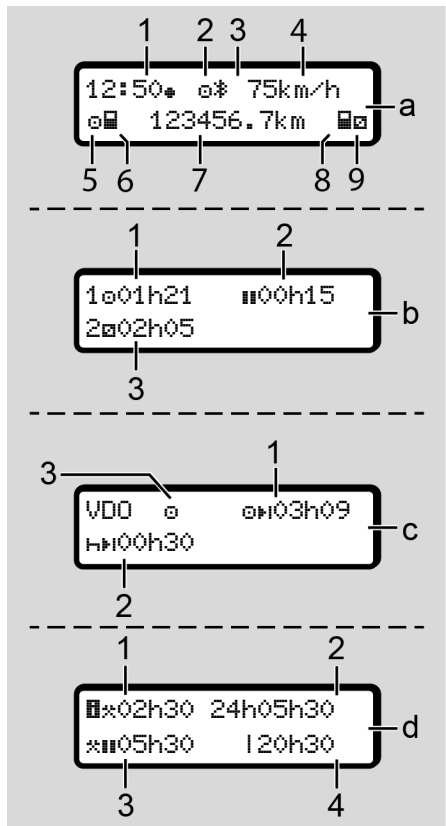 1 2 3 4
12:50● ⊙ 75km/h
a
123456.7km
5 6 7 8 9
1 2
1⊙01h21 00h15
b
2⊠02h05
3
1
3
VDO ⊙ ⊙03h09
c
00h30
2
1 2
02h30 24h05h30
d
05h30 I20h30
3 4